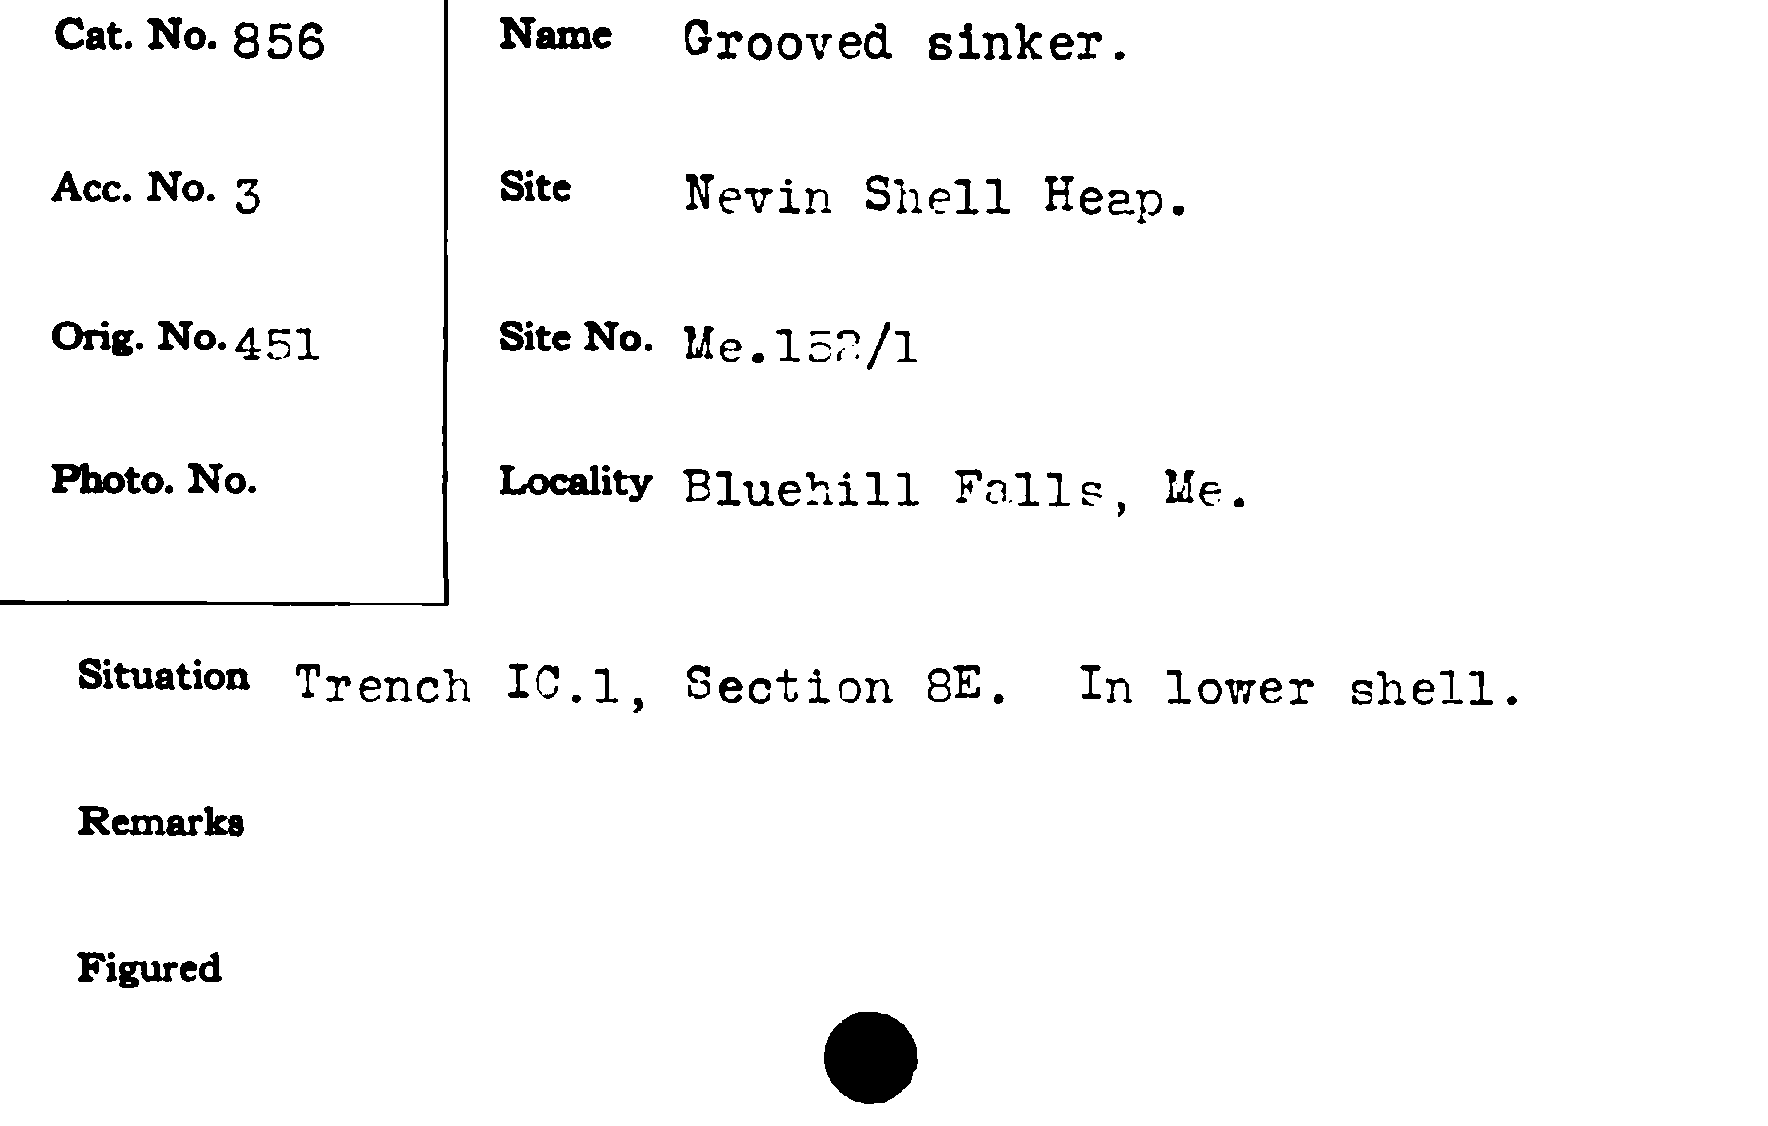 Cat. No. 856 Name Grooved sinker.
Acc. No. 3 Site Nevin Shell Heap.
Orig. No. 451 Site No. Me.152/1
Photo. No. Locality Bluehill Falls, Me.
Situation Trench IC.1, Section 8E. In lower shell.
Remarks
Figured